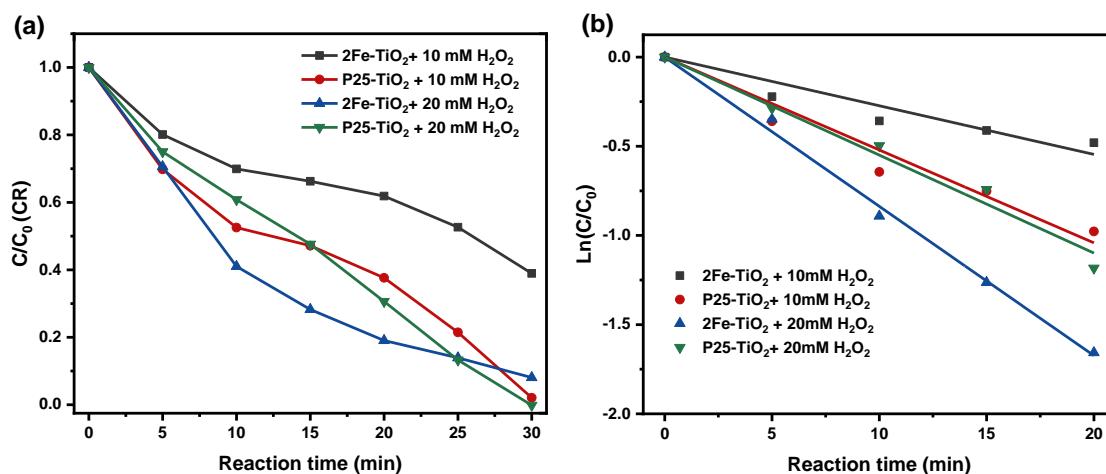 (a)
2Fe-TiO₂+ 10 mM H₂O₂
P25-TiO₂+ 10 mM H₂O₂
2Fe-TiO₂+ 20 mM H₂O₂
P25-TiO₂ + 20 mM H₂O₂
C/C₀ (CR)
1.0
0.8
0.6
0.4
0.2
0.0
0
5
10
15
20
25
30
Reaction time (min)
(b)
Ln(C/C₀)
0.0
-0.5
-1.0
-1.5
-2.0
2Fe-TiO₂ + 10mM H₂O₂
P25-TiO₂+ 10mM H₂O₂
2Fe-TiO₂ + 20mM H₂O₂
P25-TiO₂+ 20mM H₂O₂
0
5
10
15
20
Reaction time (min)